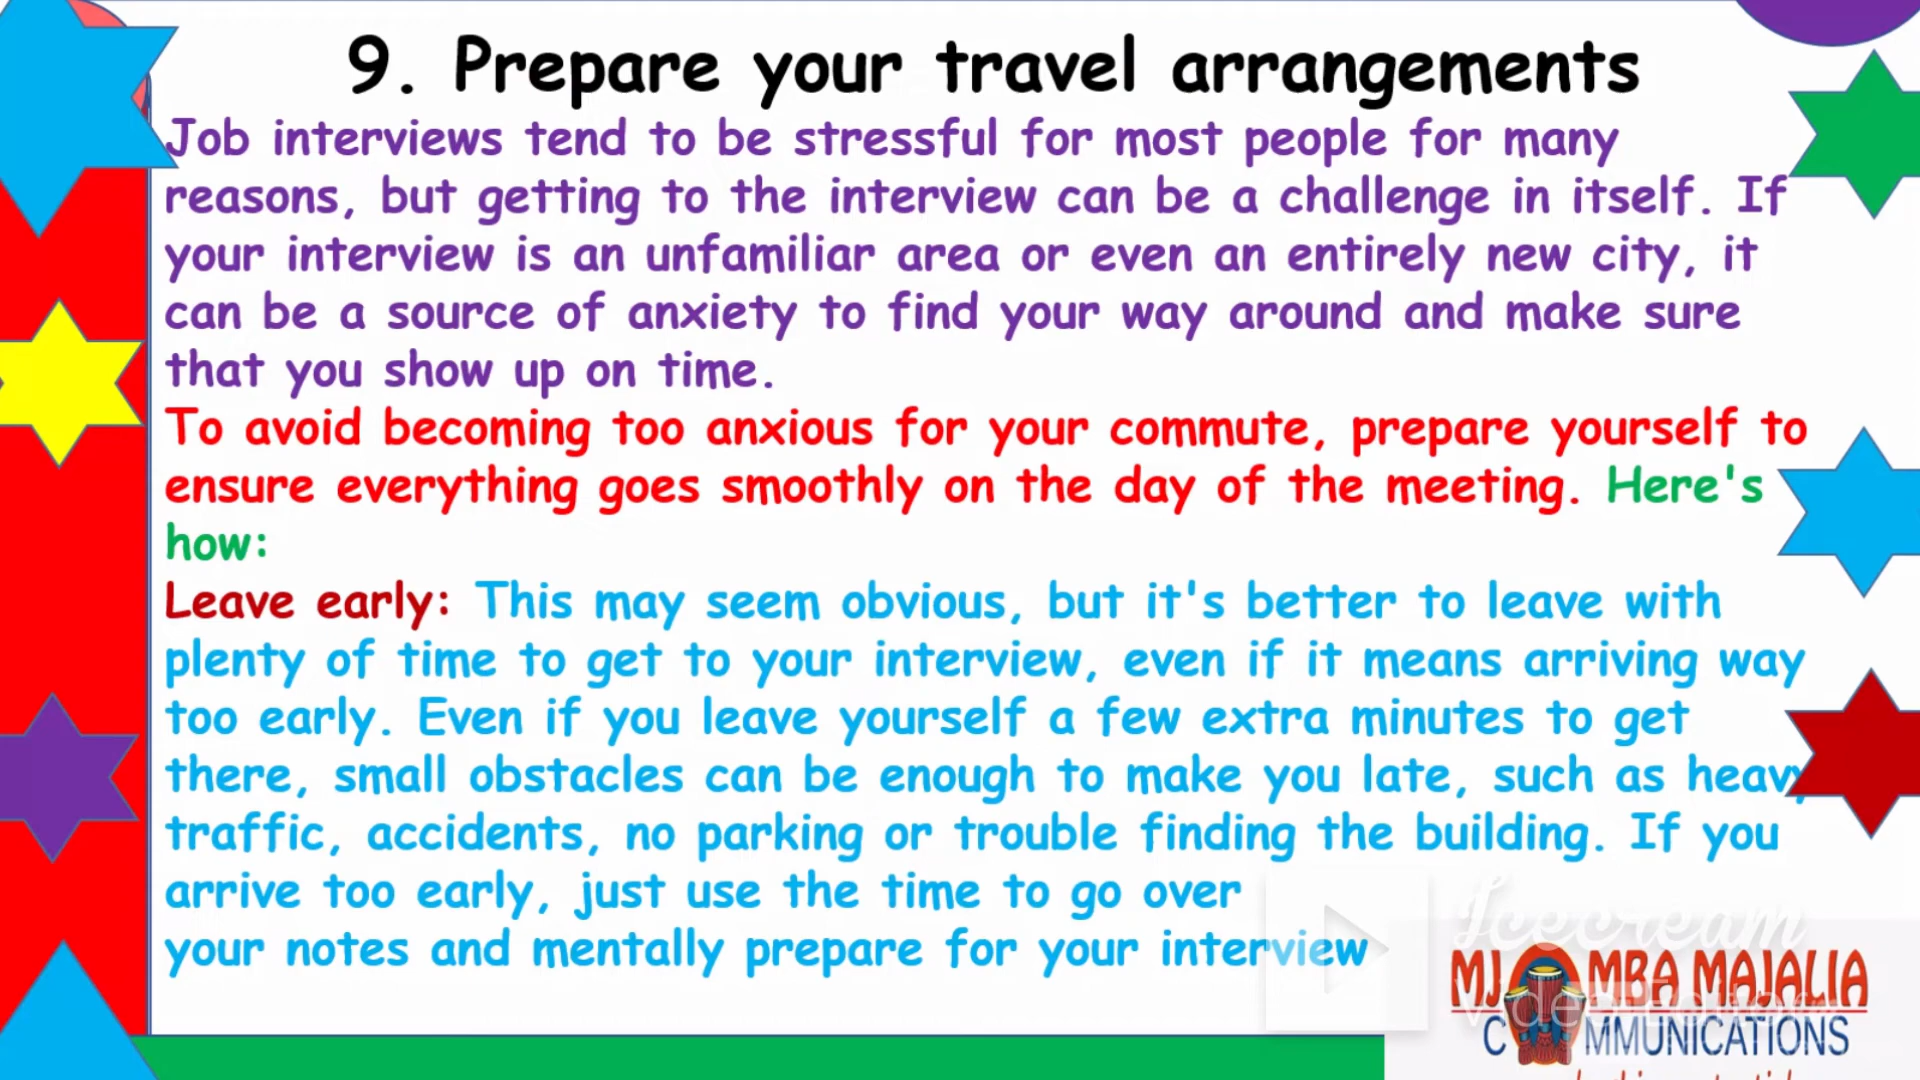 9. Prepare your travel arrangements
Job interviews tend to be stressful for most people for many
reasons, but getting to the interview can be a challenge in itself. If
your interview is an unfamiliar area or even an entirely new city, it
can be a source of anxiety to find your way around and make sure
that you show up on time.
To avoid becoming too anxious for your commute, prepare yourself to
ensure everything goes smoothly on the day of the meeting. Here's
how:
Leave early: This may seem obvious, but it's better to leave with
plenty of time to get to your interview, even if it means arriving way
too early. Even if you leave yourself a few extra minutes to get
there, small obstacles can be enough to make you late, such as heavy
traffic, accidents, no parking or trouble finding the building. If you
arrive too early, just use the time to go over
your notes and mentally prepare for your interview
Icecream
MJOMBA MAJALIA
Video Editor
COMMUNICATIONS